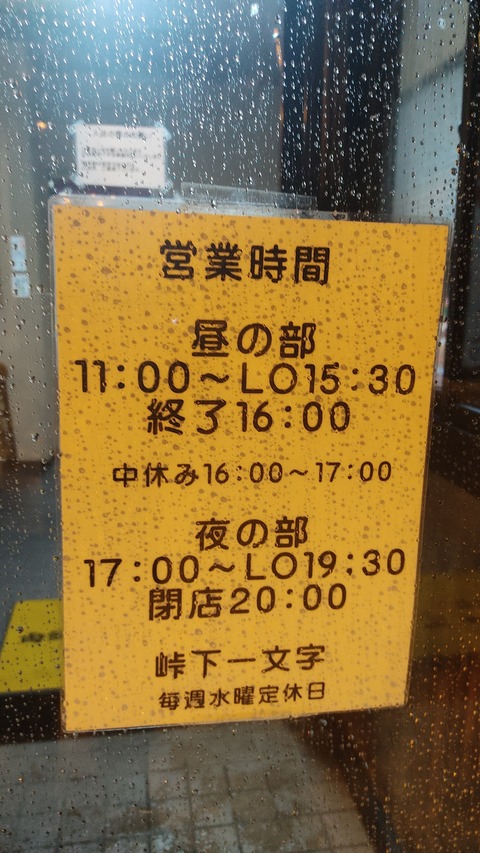 営業時間
昼の部
11:00～LO15:30
終了16:00
中休み16:00～17:00
夜の部
17:00～LO19:30
閉店20:00
峠下一文字
毎週水曜定休日